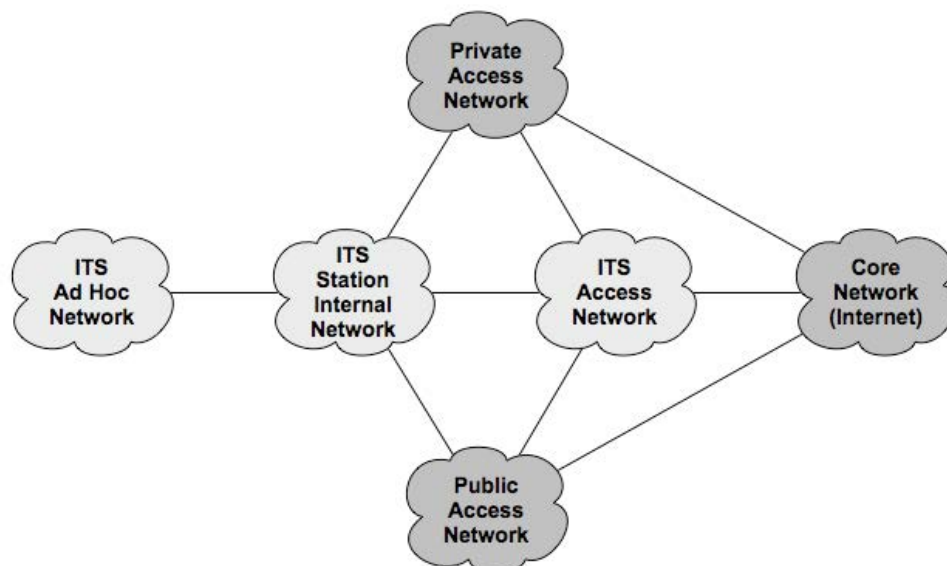 Private
Access
Network
ITS
Ad Hoc
Network
ITS
Station
Internal
Network
ITS
Access
Network
Core
Network
(Internet)
Public
Access
Network